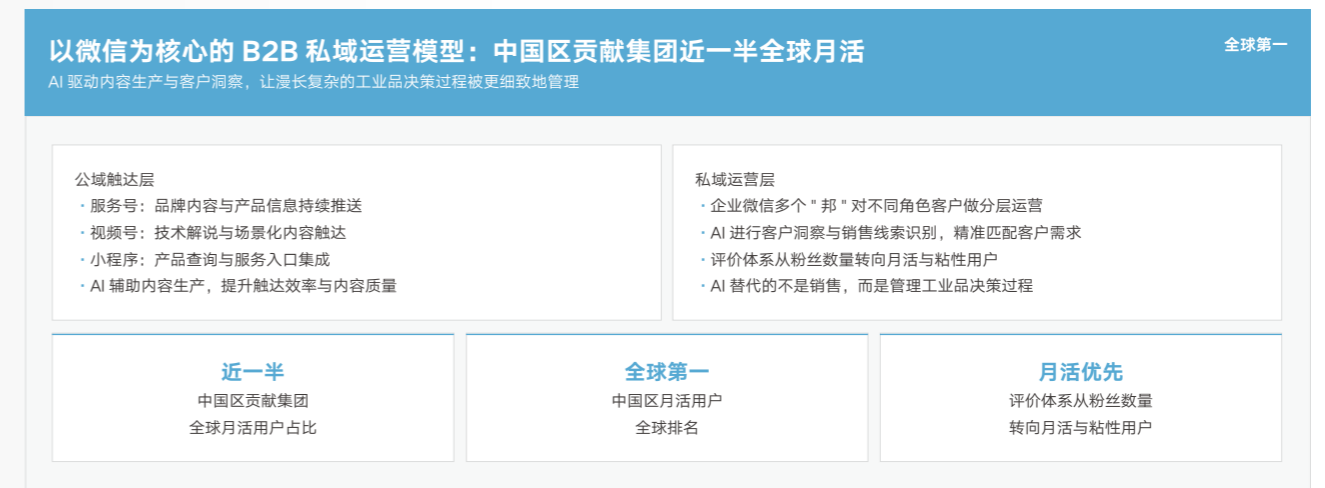 以微信为核心的 B2B 私域运营模型：中国区贡献集团近一半全球月活
全球第一
AI 驱动内容生产与客户洞察，让漫长复杂的工业品决策过程被更细致地管理
公域触达层
· 服务号：品牌内容与产品信息持续推送
· 视频号：技术解说与场景化内容触达
· 小程序：产品查询与服务入口集成
· AI 辅助内容生产，提升触达效率与内容质量
私域运营层
· 企业微信多个 " 邦 " 对不同角色客户做分层运营
· AI 进行客户洞察与销售线索识别，精准匹配客户需求
· 评价体系从粉丝数量转向月活与粘性用户
· AI 替代的不是销售，而是管理工业品决策过程
近一半
中国区贡献集团
全球月活用户占比
全球第一
中国区月活用户
全球排名
月活优先
评价体系从粉丝数量
转向月活与粘性用户